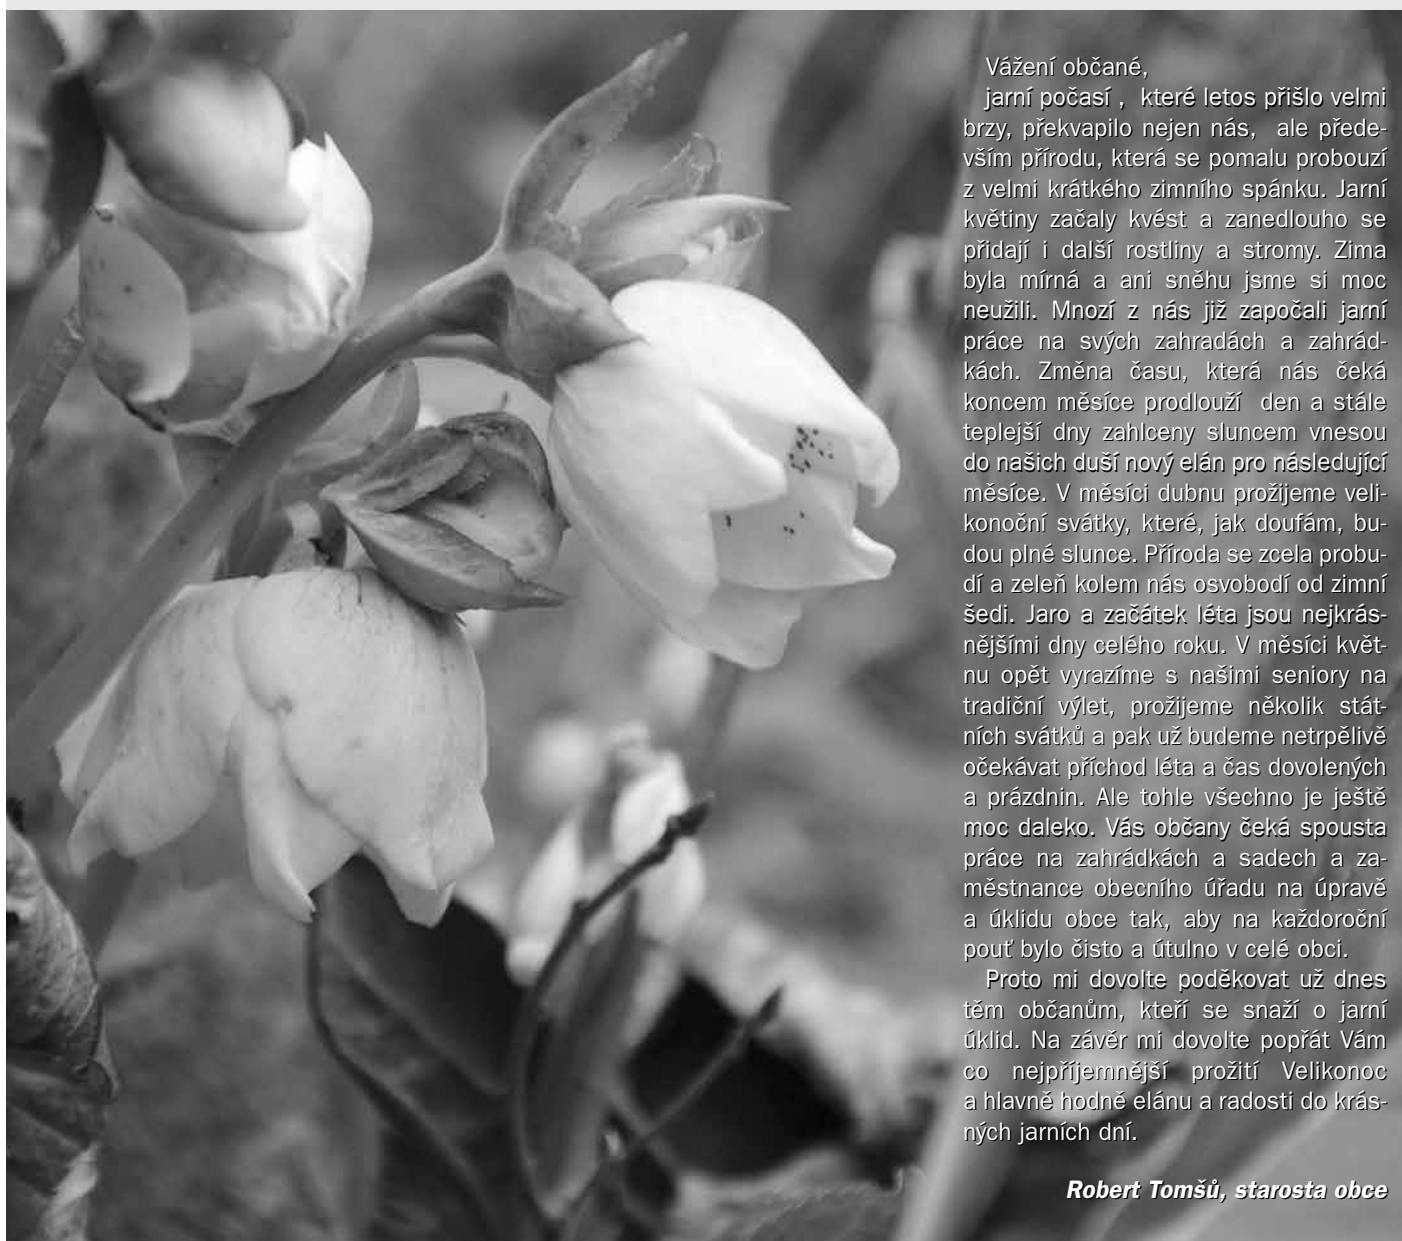 Vážení občané,
jarní počasí , které letos přišlo velmi
brzy, překvapilo nejen nás, ale přede-
vším přírodu, která se pomalu probouzí
z velmi krátkého zimního spánku. Jarní
květiny začaly kvést a zanedlouho se
přidají i další rostliny a stromy. Zima
byla mírná a ani sněhu jsme si moc
neužili. Mnozí z nás již započali jarní
práce na svých zahradách a zahrád-
kách. Změna času, která nás čeká
koncem měsíce prodlouží den a stále
teplejší dny zahlceny sluncem vnesou
do našich duší nový elán pro následující
měsíce. V měsíci dubnu prožijeme veli-
konoční svátky, které, jak doufám, bu-
dou plné slunce. Příroda se zcela probu-
dí a zeleň kolem nás osvobodí od zimní
šedi. Jaro a začátek léta jsou nejkrás-
nějšími dny celého roku. V měsíci květ-
nu opět vyrazíme s našimi seniory na
tradiční výlet, prožijeme několik stát-
ních svátků a pak už budeme netrpělivě
očekávat příchod léta a čas dovolených
a prázdnin. Ale tohle všechno je ještě
moc daleko. Vás občany čeká spousta
práce na zahrádkách a sadech a za-
městnance obecního úřadu na úpravě
a úklidu obce tak, aby na každoroční
pouť bylo čisto a útulno v celé obci.
Proto mi dovolte poděkovat už dnes
těm občanům, kteří se snaží o jarní
úklid. Na závěr mi dovolte popřát Vám
co nejpříjemnější prožití Velikonoc
a hlavně hodně elánu a radosti do krás-
ných jarních dní.
Robert Tomšů, starosta obce